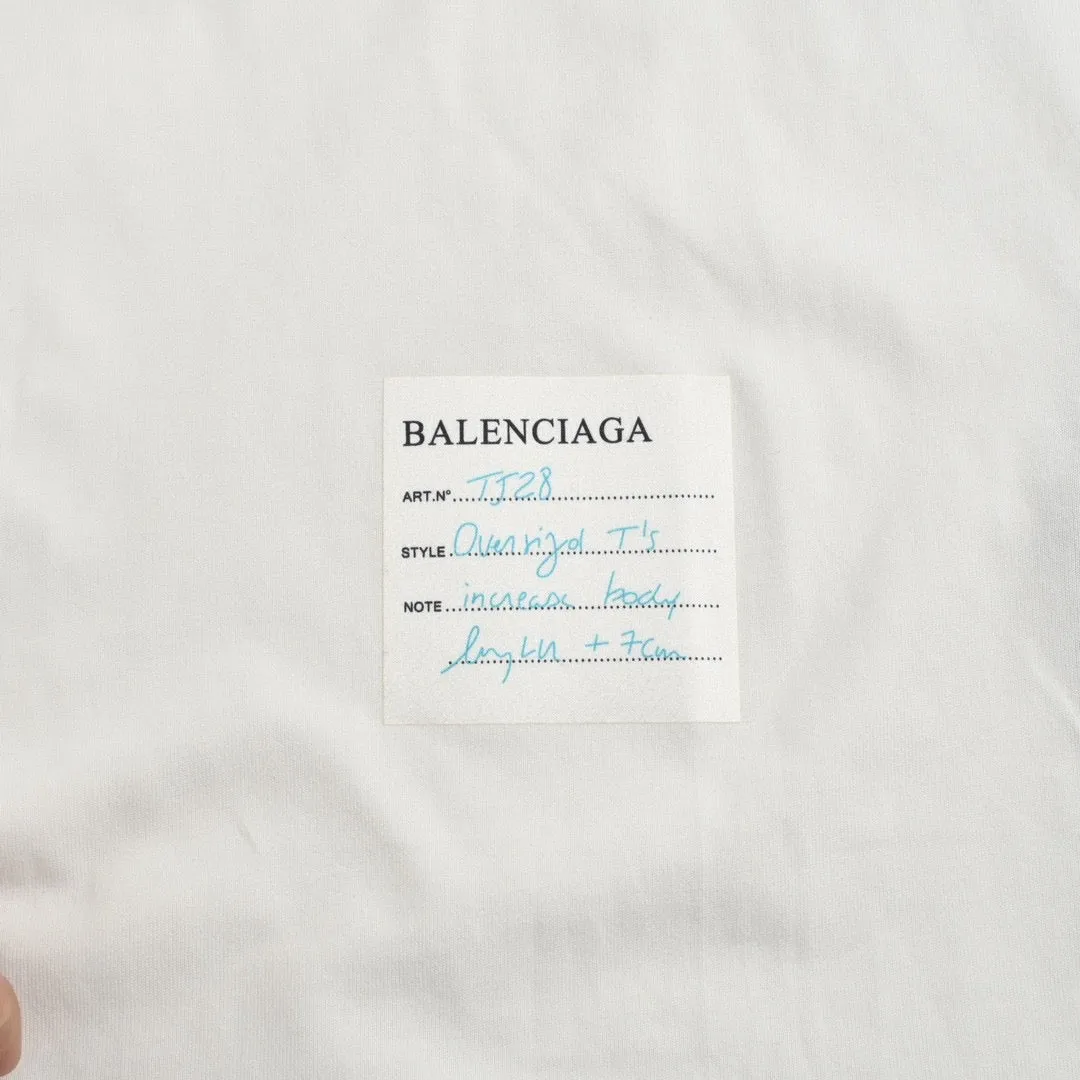 BALENCIAGA
ART.N° TJ28
STYLE Oversized T's
NOTE increase body
length + 7cm